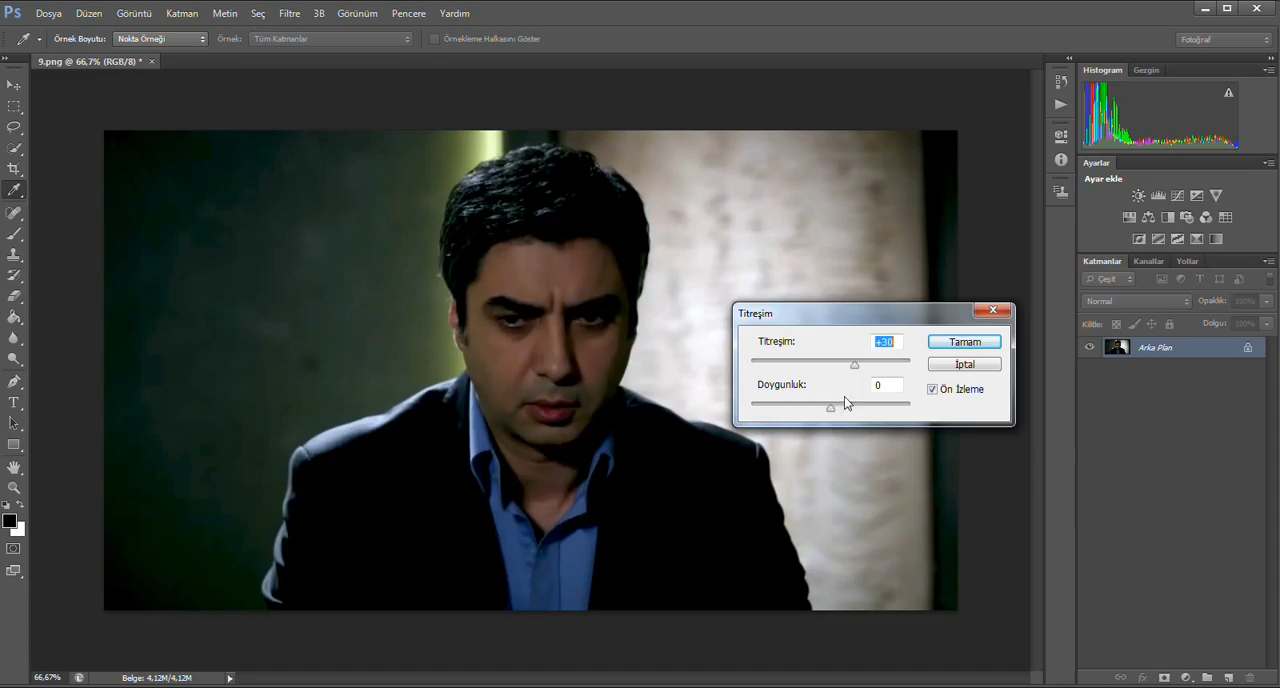 Ps Dosya Düzen Görüntü Katman Metin Seç Filtre 3B Görünüm Pencere Yardım
Örnek Boyutu: Nokta Örneği Örnek: Tüm Katmanlar Örnekleme Halkasını Göster Fotoğraf
9.png @ 66,7% (RGB/8) * ×
Histogram Gezgin
Ayarlar
Ayar ekle
Katmanlar Kanallar Yollar
Çeşit
Normal Opaklık: 100%
Kilitle: Dolgu: 100%
Arka Plan
Titreşim
Titreşim: +30 Tamam
İptal
Doygunluk: 0 Ön İzleme
66,67% Belge: 4,12M/4,12M